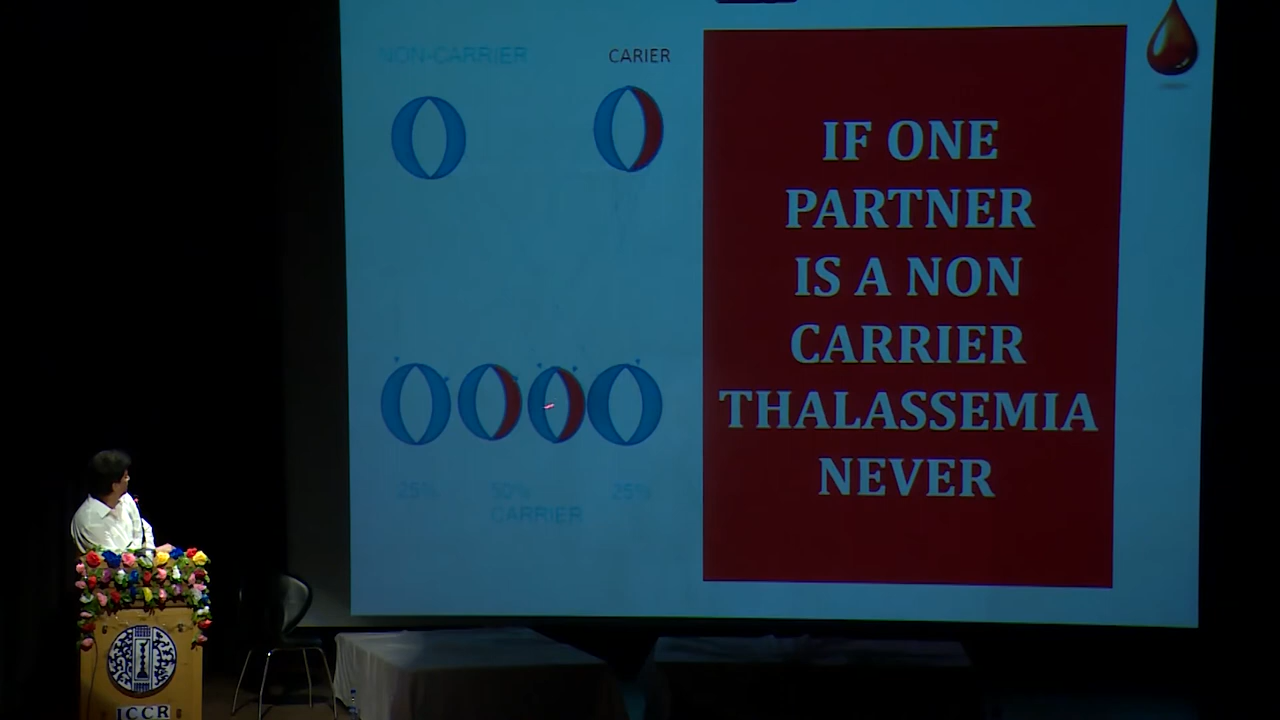 NON-CARRIER
CARIER
25%
50%
25%
CARRIER
IF ONE
PARTNER
IS A NON
CARRIER
THALASSEMIA
NEVER
ICCR